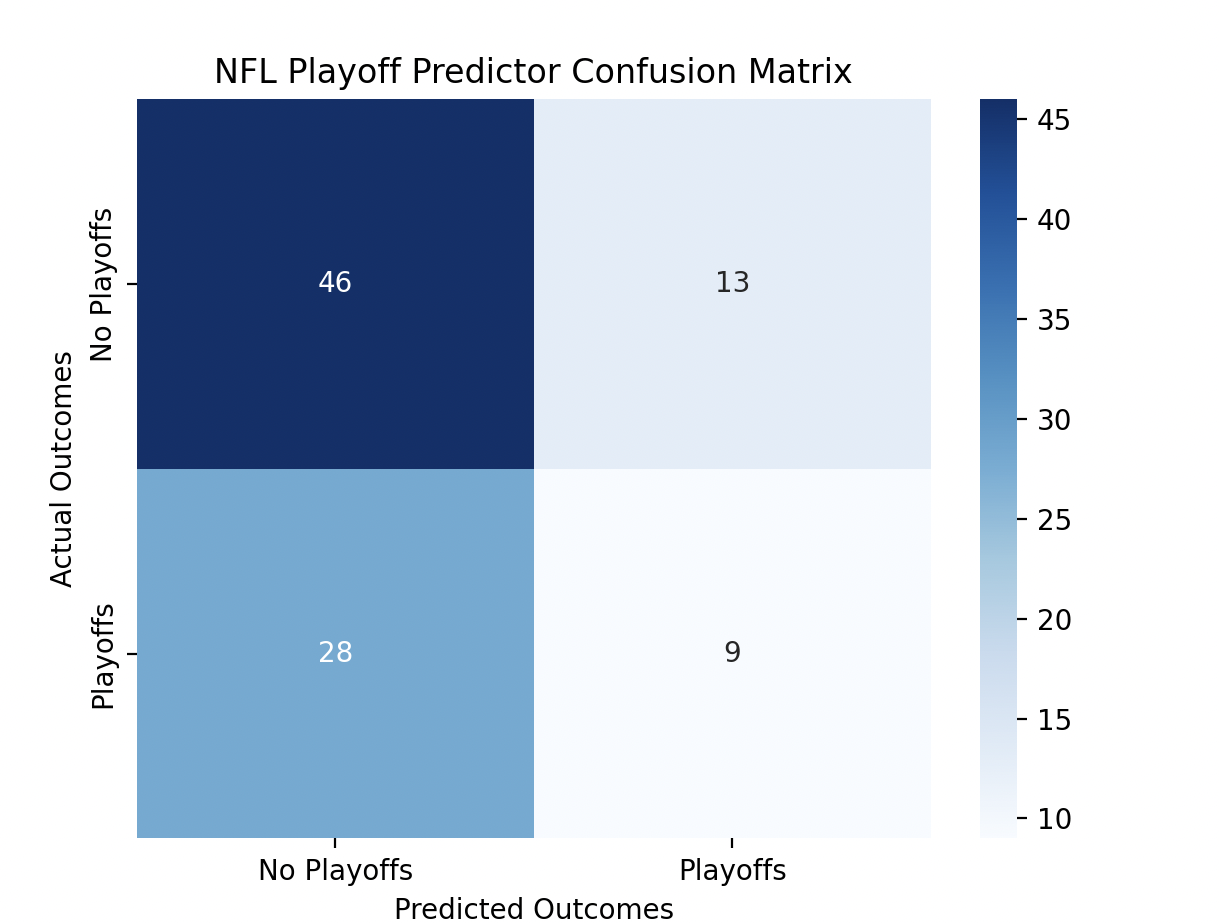 NFL Playoff Predictor Confusion Matrix
Actual Outcomes
No Playoffs
Playoffs
46
13
28
9
No Playoffs
Playoffs
Predicted Outcomes
45
40
35
30
25
20
15
10